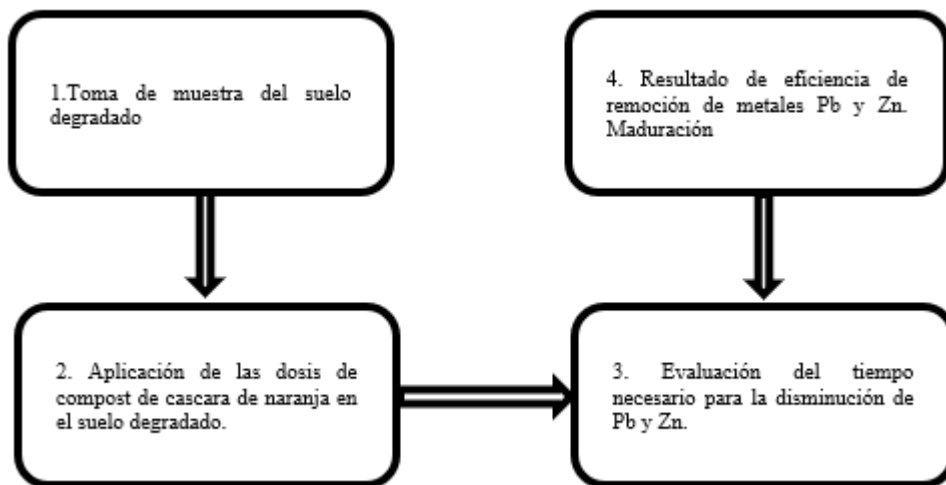 1.Toma de muestra del suelo
degradado
2. Aplicación de las dosis de
compost de cascara de naranja en
el suelo degradado.
3. Evaluación del tiempo
necesario para la disminución de
Pb y Zn.
4. Resultado de eficiencia de
remoción de metales Pb y Zn.
Maduración